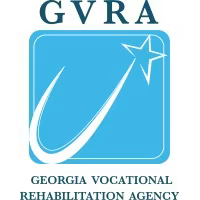 GVRA
GEORGIA VOCATIONAL
REHABILITATION AGENCY